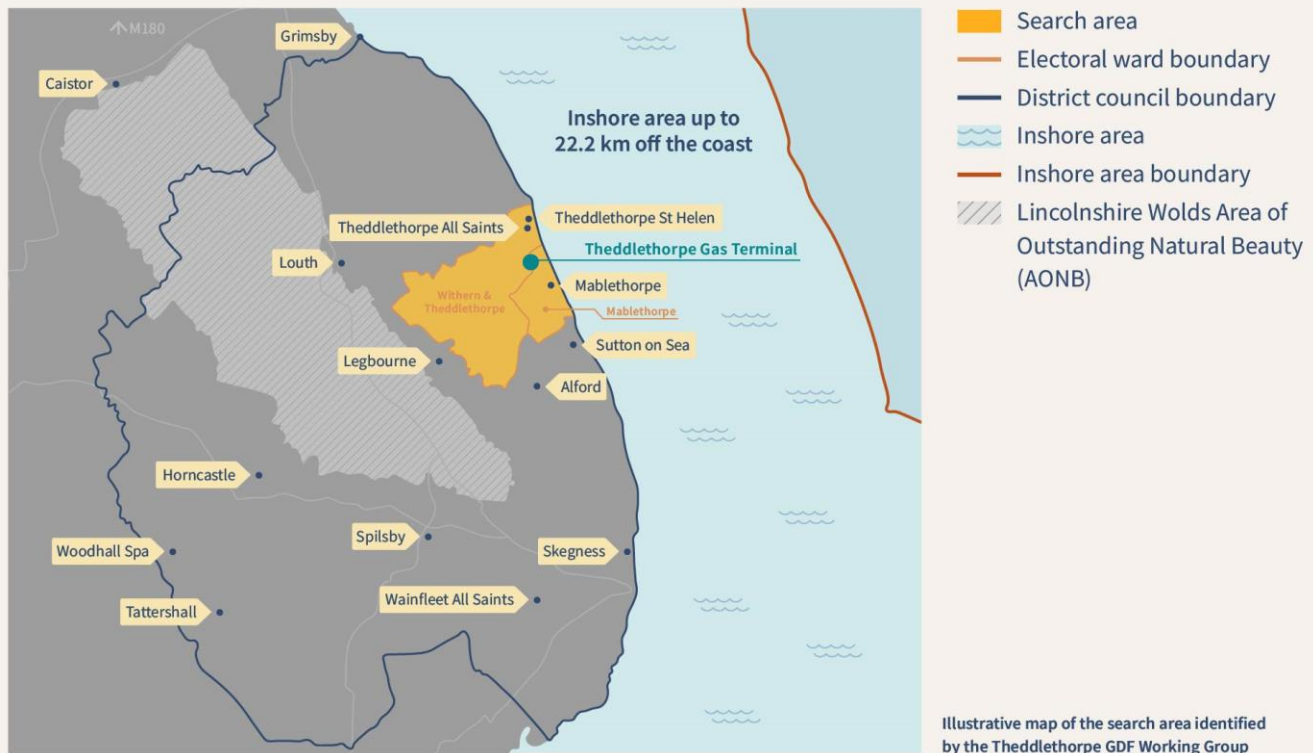 M180
Grimsby
Caistor
Inshore area up to
22.2 km off the coast
Theddlethorpe St Helen
Theddlethorpe All Saints
Theddlethorpe Gas Terminal
Louth
Mablethorpe
Withern &
Theddlethorpe
Mablethorpe
Sutton on Sea
Legbourne
Alford
Horncastle
Spilsby
Woodhall Spa
Skegness
Wainfleet All Saints
Tattershall
Search area
Electoral ward boundary
District council boundary
Inshore area
Inshore area boundary
Lincolnshire Wolds Area of
Outstanding Natural Beauty
(AONB)
Illustrative map of the search area identified
by the Theddlethorpe GDF Working Group